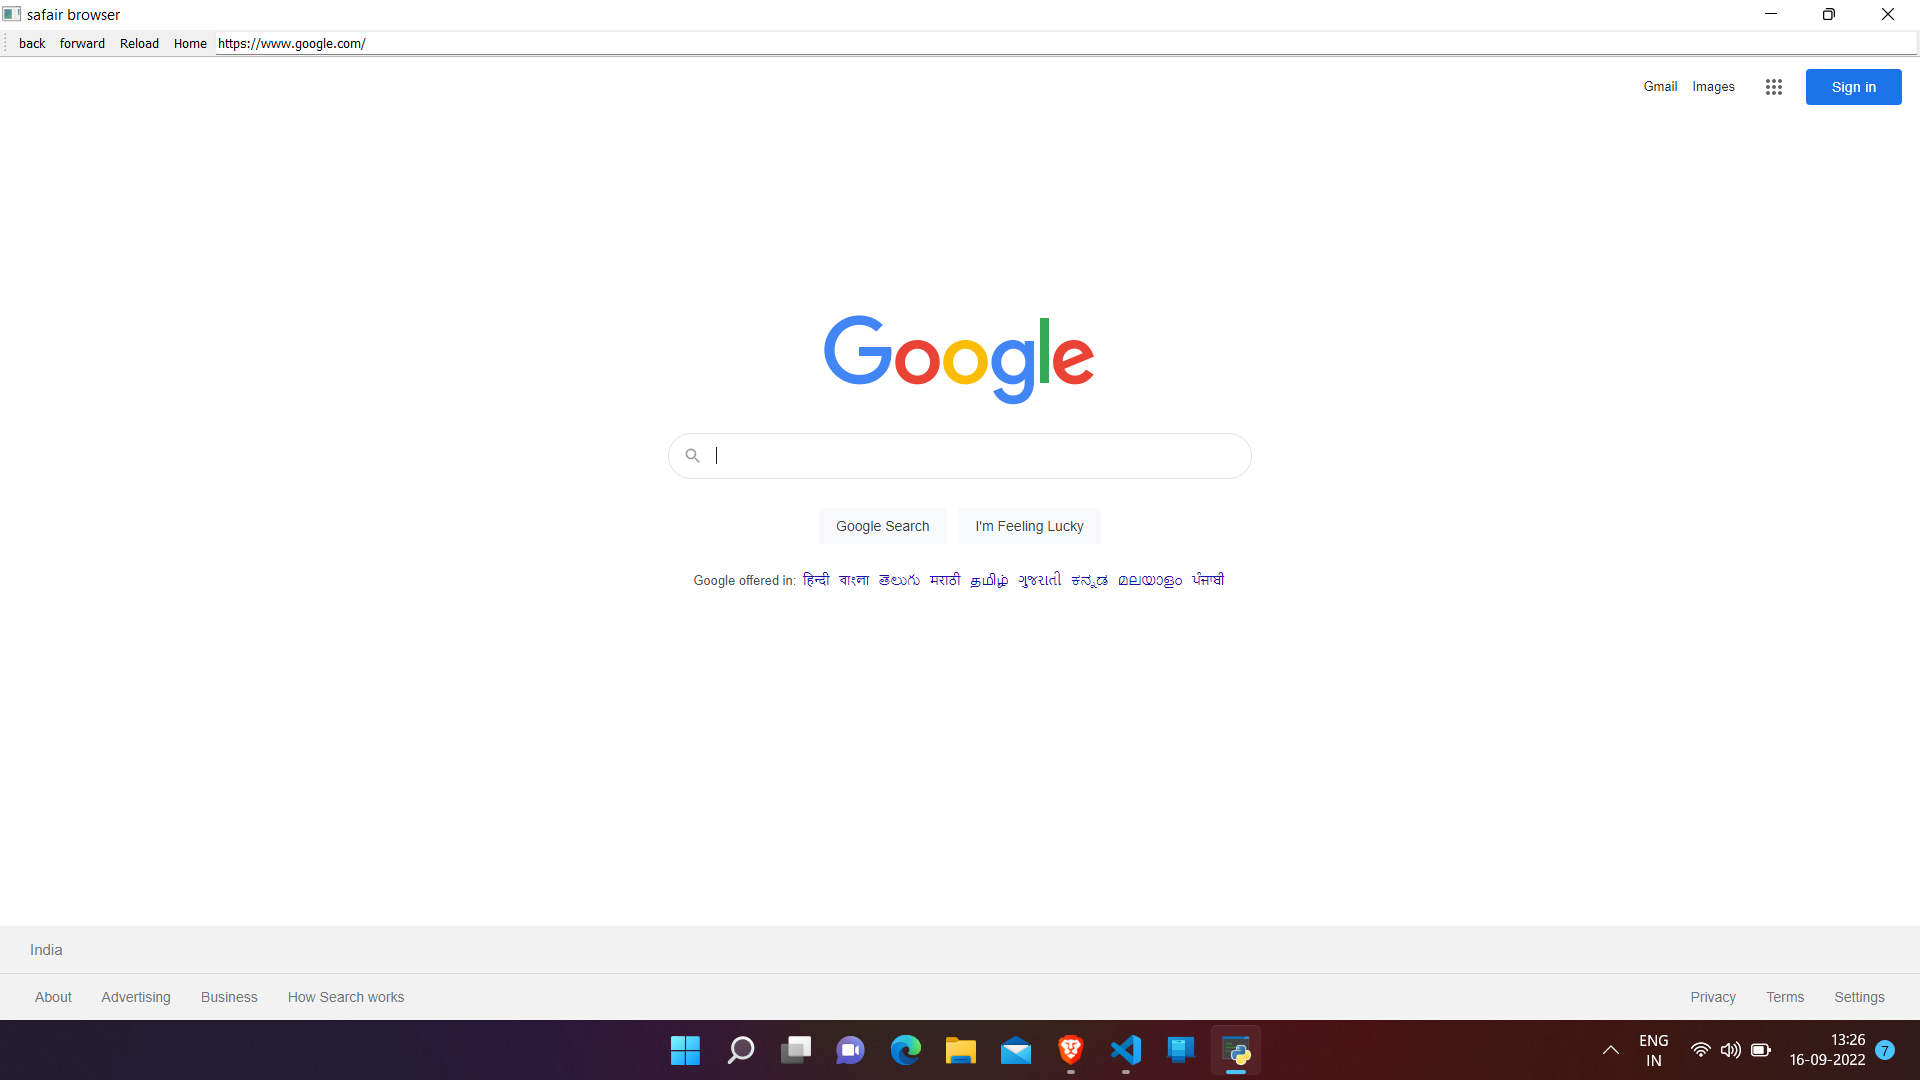 safair browser
back forward Reload Home https://www.google.com/
Gmail Images Sign in
Google
Google Search I'm Feeling Lucky
Google offered in: हिन्दी বাংলা తెలుగు मराठी தமிழ் ગુજરાતી ಕನ್ನಡ മലയാളം ਪੰਜਾਬੀ
India
About Advertising Business How Search works Privacy Terms Settings
ENG 13:26
IN 16-09-2022 7